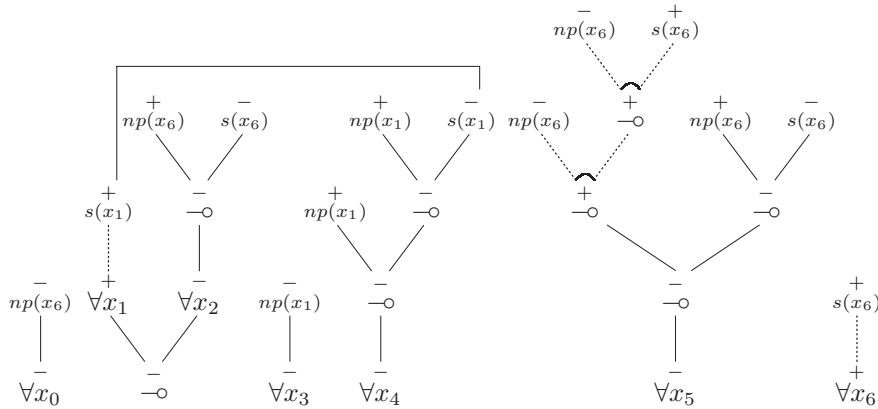 − +
np(x₆) s(x₆)
+ − + − − + + −
np(x₆) s(x₆) np(x₁) s(x₁) np(x₆) ⊸ np(x₆) s(x₆)
+ − + − + −
s(x₁) ⊸ np(x₁) ⊸ ⊸ ⊸
− + − − − − +
np(x₆) ∀x₁ ∀x₂ np(x₁) ⊸ ⊸ s(x₆)
− − − − − +
∀x₀ ⊸ ∀x₃ ∀x₄ ∀x₅ ∀x₆